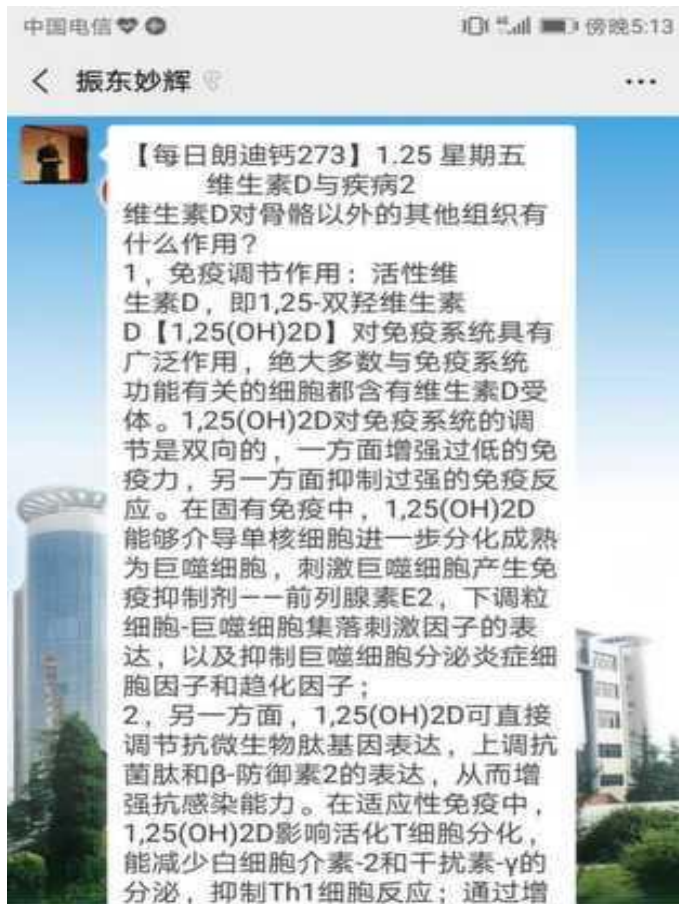 中国电信
傍晚5:13
振东妙辉
【每日朗迪钙273】1.25 星期五
维生素D与疾病2
维生素D对骨骼以外的其他组织有
什么作用？
1，免疫调节作用：活性维
生素D，即1,25-双羟维生素
D【1,25(OH)2D】对免疫系统具有
广泛作用，绝大多数与免疫系统
功能有关的细胞都含有维生素D受
体。1,25(OH)2D对免疫系统的调
节是双向的，一方面增强过低的免
疫力，另一方面抑制过强的免疫反
应。在固有免疫中，1,25(OH)2D
能够介导单核细胞进一步分化成熟
为巨噬细胞，刺激巨噬细胞产生免
疫抑制剂——前列腺素E2，下调粒
细胞-巨噬细胞集落刺激因子的表
达，以及抑制巨噬细胞分泌炎症细
胞因子和趋化因子；
2，另一方面，1,25(OH)2D可直接
调节抗微生物肽基因表达，上调抗
菌肽和β-防御素2的表达，从而增
强抗感染能力。在适应性免疫中，
1,25(OH)2D影响活化T细胞分化，
能减少白细胞介素-2和干扰素-γ的
分泌，抑制Th1细胞反应；通过增